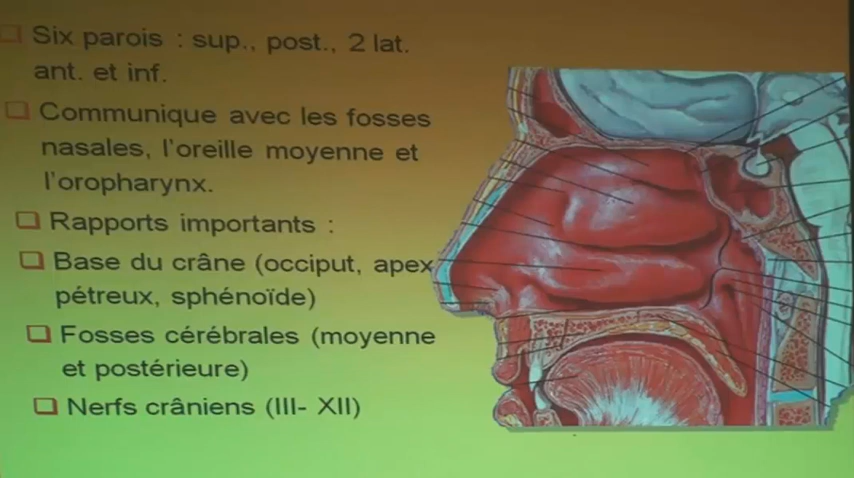 Six parois : sup., post., 2 lat.
ant. et inf.
Communique avec les fosses
nasales, l'oreille moyenne et
l'oropharynx.
Rapports importants :
Base du crâne (occiput, apex
pétreux, sphénoïde)
Fosses cérébrales (moyenne
et postérieure)
Nerfs crâniens (III- XII)